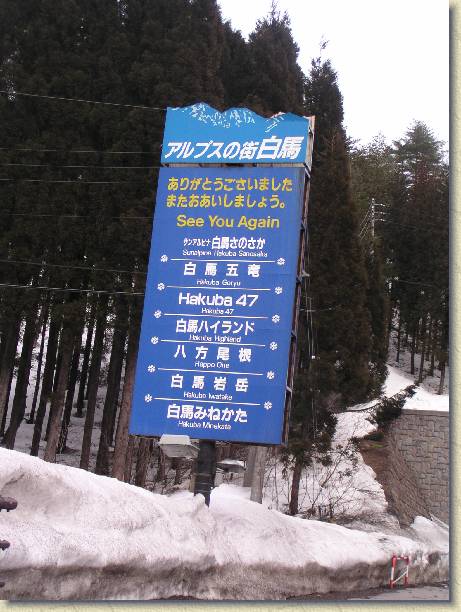 アルプスの街白馬
ありがとうございました
またおあいしましょう。
See You Again
サンアルピナ白馬さのさか
Sunalpina Hakuba Sanosaka
白馬五竜
Hakuba Goryu
Hakuba 47
Hakuba 47
白馬ハイランド
Hakuba Highland
八方尾根
Happo One
白馬岩岳
Hakuba Iwatake
白馬みねかた
Hakuba Minekata